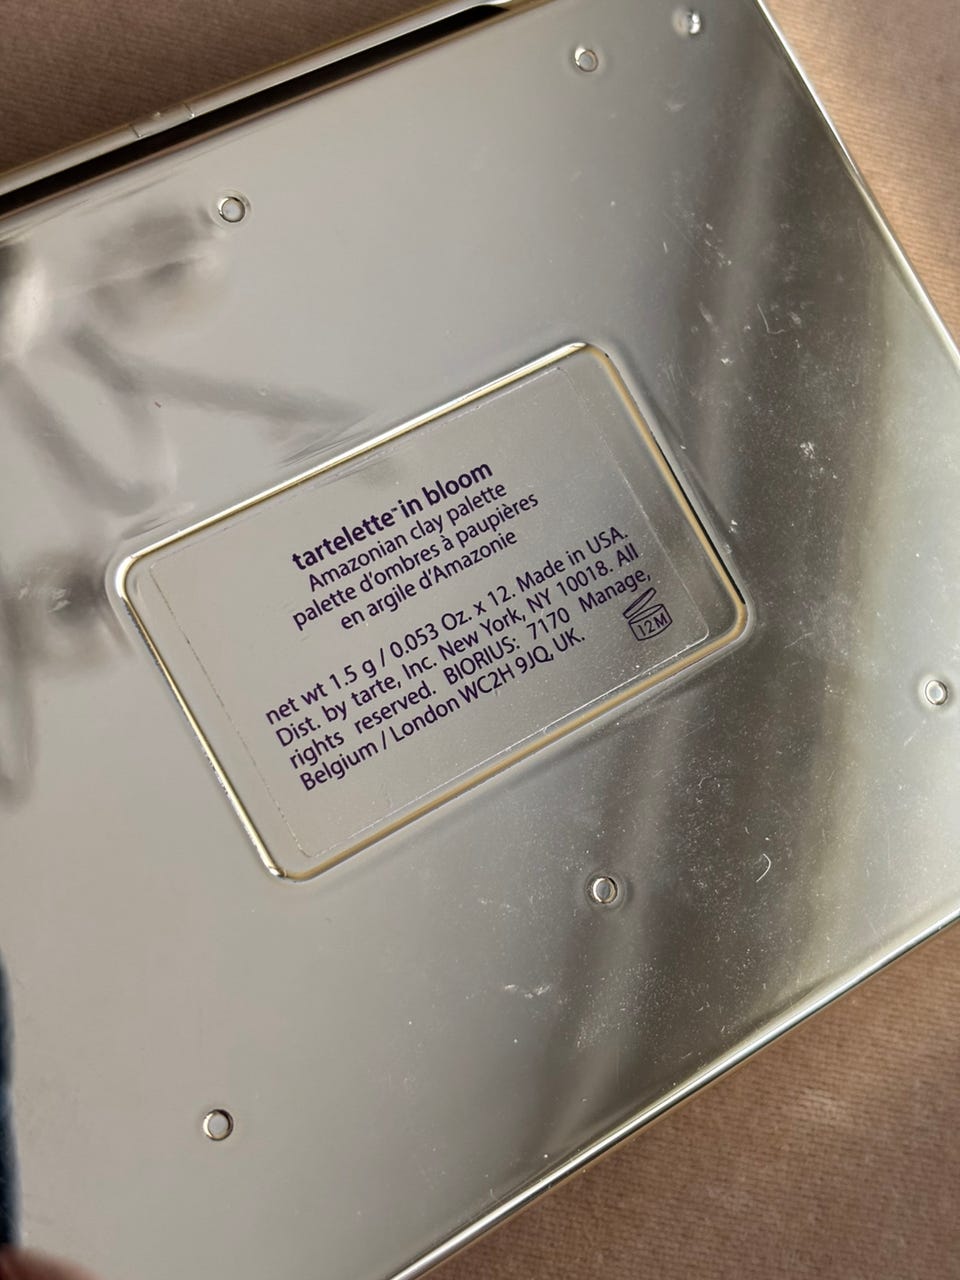 tartelette™in bloom
Amazonian clay palette
palette d'ombres à paupières
en argile d'Amazonie
net wt 1.5 g / 0.053 Oz. x 12. Made in USA.
Dist. by tarte, Inc. New York, NY 10018. All
rights reserved. BIORIUS: 7170 Manage,
Belgium / London WC2H 9JQ, UK.
12M